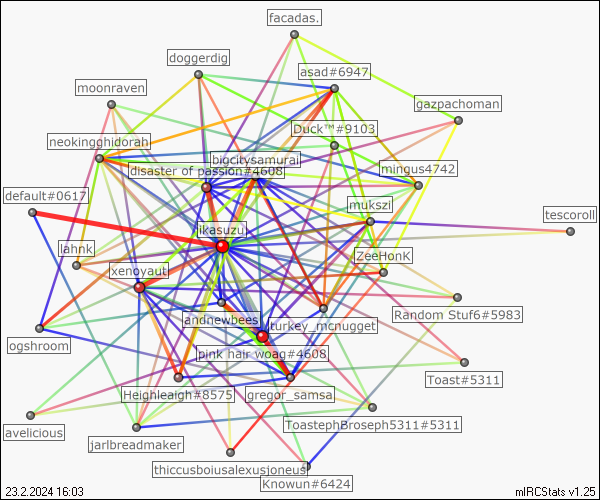 facadas.
doggerdig
asad#6947
moonraven
gazpachoman
Duck™#9103
neokingghidorah
bigcitysamurai
mingus4742
disaster of passion#4608
default#0617
mukszi
tescoroll
ikasuzu
lahnk
ZeeHonk
xenoyaut
Random Stuf6#5983
andnewbees
turkey_mcnugget
ogshroom
pink hair woag#4608
Toast#5311
Heighleaigh#8575
gregor_samsa
ToastephBroseph5311#5311
avelicious
jarlbreadmaker
thiccusboiusalexusjoneus
Knowun#6424
23.2.2024 16:03
mIRCStats v1.25